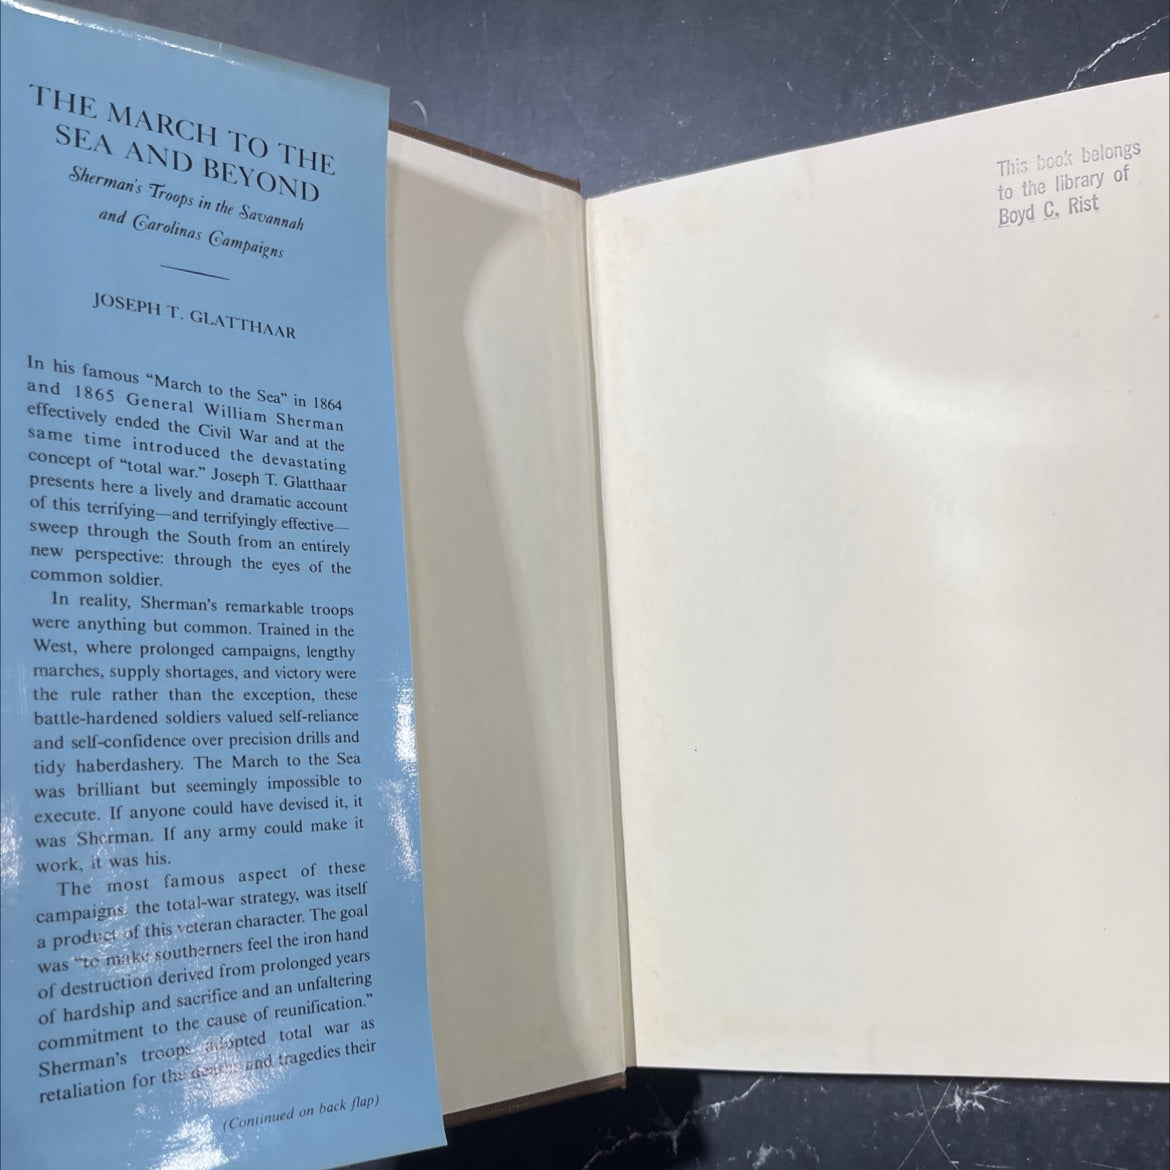 THE MARCH TO THE
SEA AND BEYOND
Sherman's Troops in the Savannah
and Carolinas Campaigns
JOSEPH T. GLATTHAAR
In his famous “March to the Sea” in 1864
and 1865 General William Sherman
effectively ended the Civil War and at the
same time introduced the devastating
concept of “total war.” Joseph T. Glatthaar
presents here a lively and dramatic account
of this terrifying—and terrifyingly effective—
sweep through the South from an entirely
new perspective: through the eyes of the
common soldier.
In reality, Sherman's remarkable troops
were anything but common. Trained in the
West, where prolonged campaigns, lengthy
marches, supply shortages, and victory were
the rule rather than the exception, these
battle-hardened soldiers valued self-reliance
and self-confidence over precision drills and
tidy haberdashery. The March to the Sea
was brilliant but seemingly impossible to
execute. If anyone could have devised it, it
was Sherman. If any army could make it
work, it was his.
The most famous aspect of these
campaigns, the total-war strategy, was itself
a product of this veteran character. The goal
was “to make southerners feel the iron hand
of destruction derived from prolonged years
of hardship and sacrifice and an unfaltering
commitment to the cause of reunification.”
Sherman's troops adopted total war as
retaliation for the deaths and tragedies their
(Continued on back flap)
This book belongs
to the library of
Boyd C. Rist